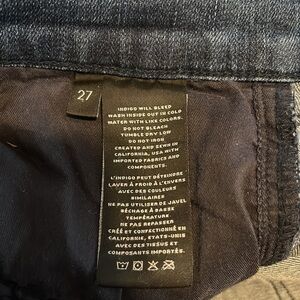 27
INDIGO WILL BLEED
WASH INSIDE OUT IN COLD
WATER WITH LIKE COLORS.
DO NOT BLEACH
TUMBLE DRY LOW
DO NOT IRON
CREATED AND SEWN IN
CALIFORNIA, USA WITH
IMPORTED FABRICS AND
COMPONENTS.
L'INDIGO PEUT DÉTEINDRE
LAVER À FROID À L'ENVERS
AVEC DES COULEURS
SIMILAIRES
NE PAS UTILISER DE JAVEL
SÉCHAGE À BASSE
TEMPÉRATURE
NE PAS REPASSER
CRÉÉ ET CONFECTIONNÉ EN
CALIFORNIE, ETATS-UNIS
AVEC DES TISSUS ET
COMPOSANTS IMPORTÉS.